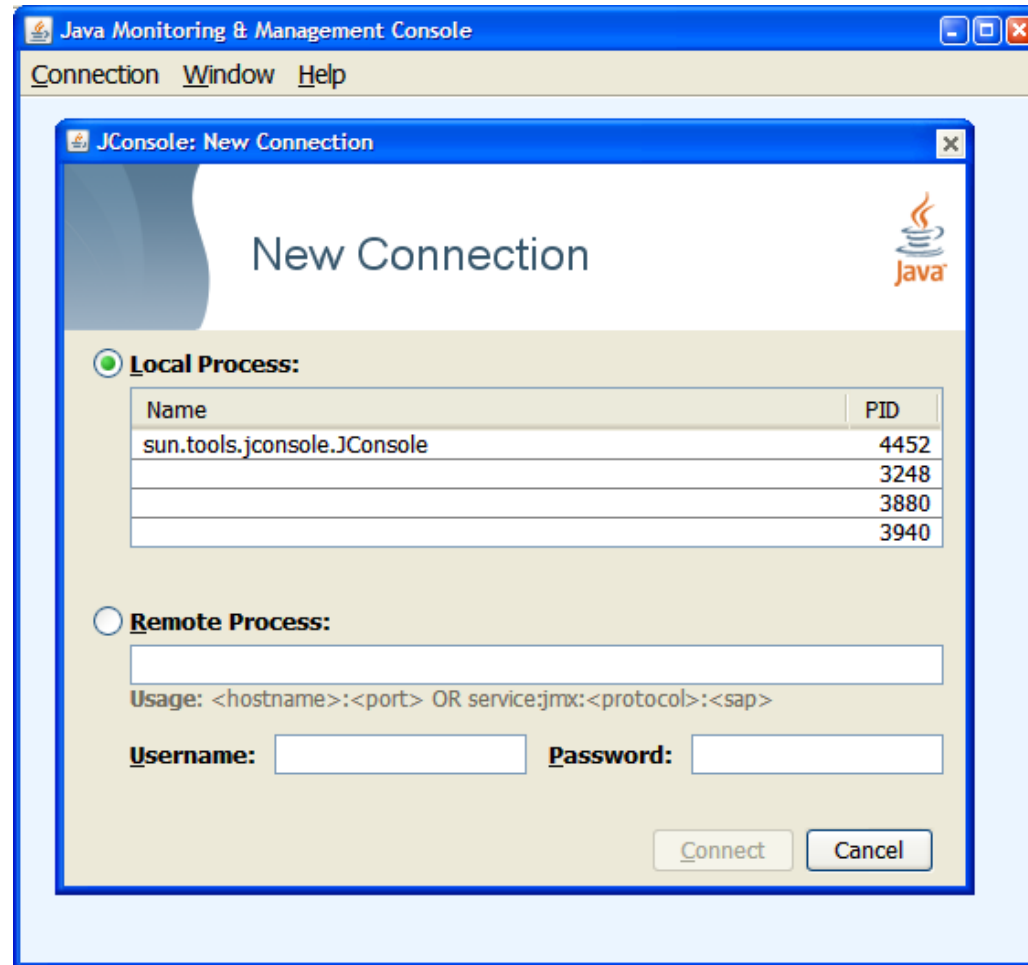 Java Monitoring & Management Console
Connection Window Help
JConsole: New Connection
New Connection
Java
Local Process:
Name PID
sun.tools.jconsole.JConsole 4452
3248
3880
3940
Remote Process:
Usage: <hostname>:<port> OR service:jmx:<protocol>:<sap>
Username: Password:
Connect Cancel